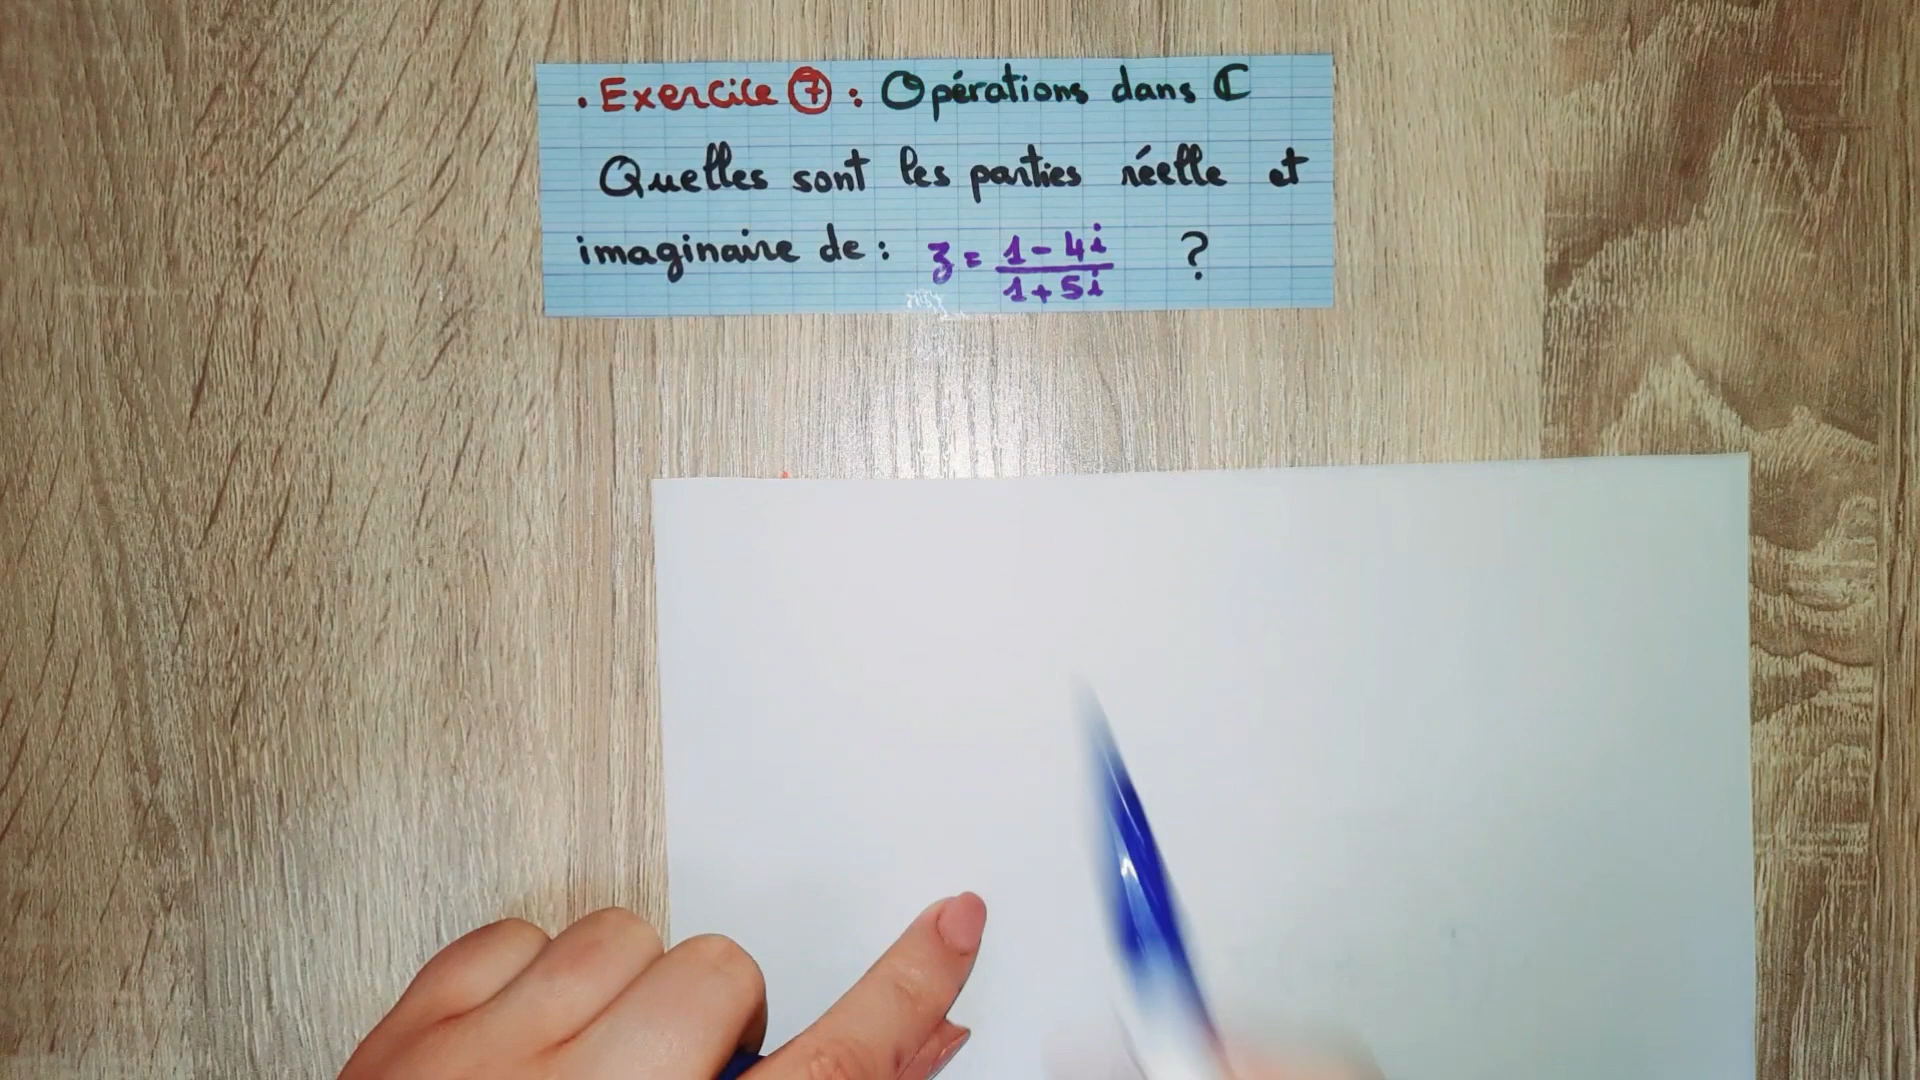 . Exercice ⑦ : Opérations dans ℂ
Quelles sont les parties réelle et
imaginaire de : z = (1 - 4i)/(1 + 5i) ?